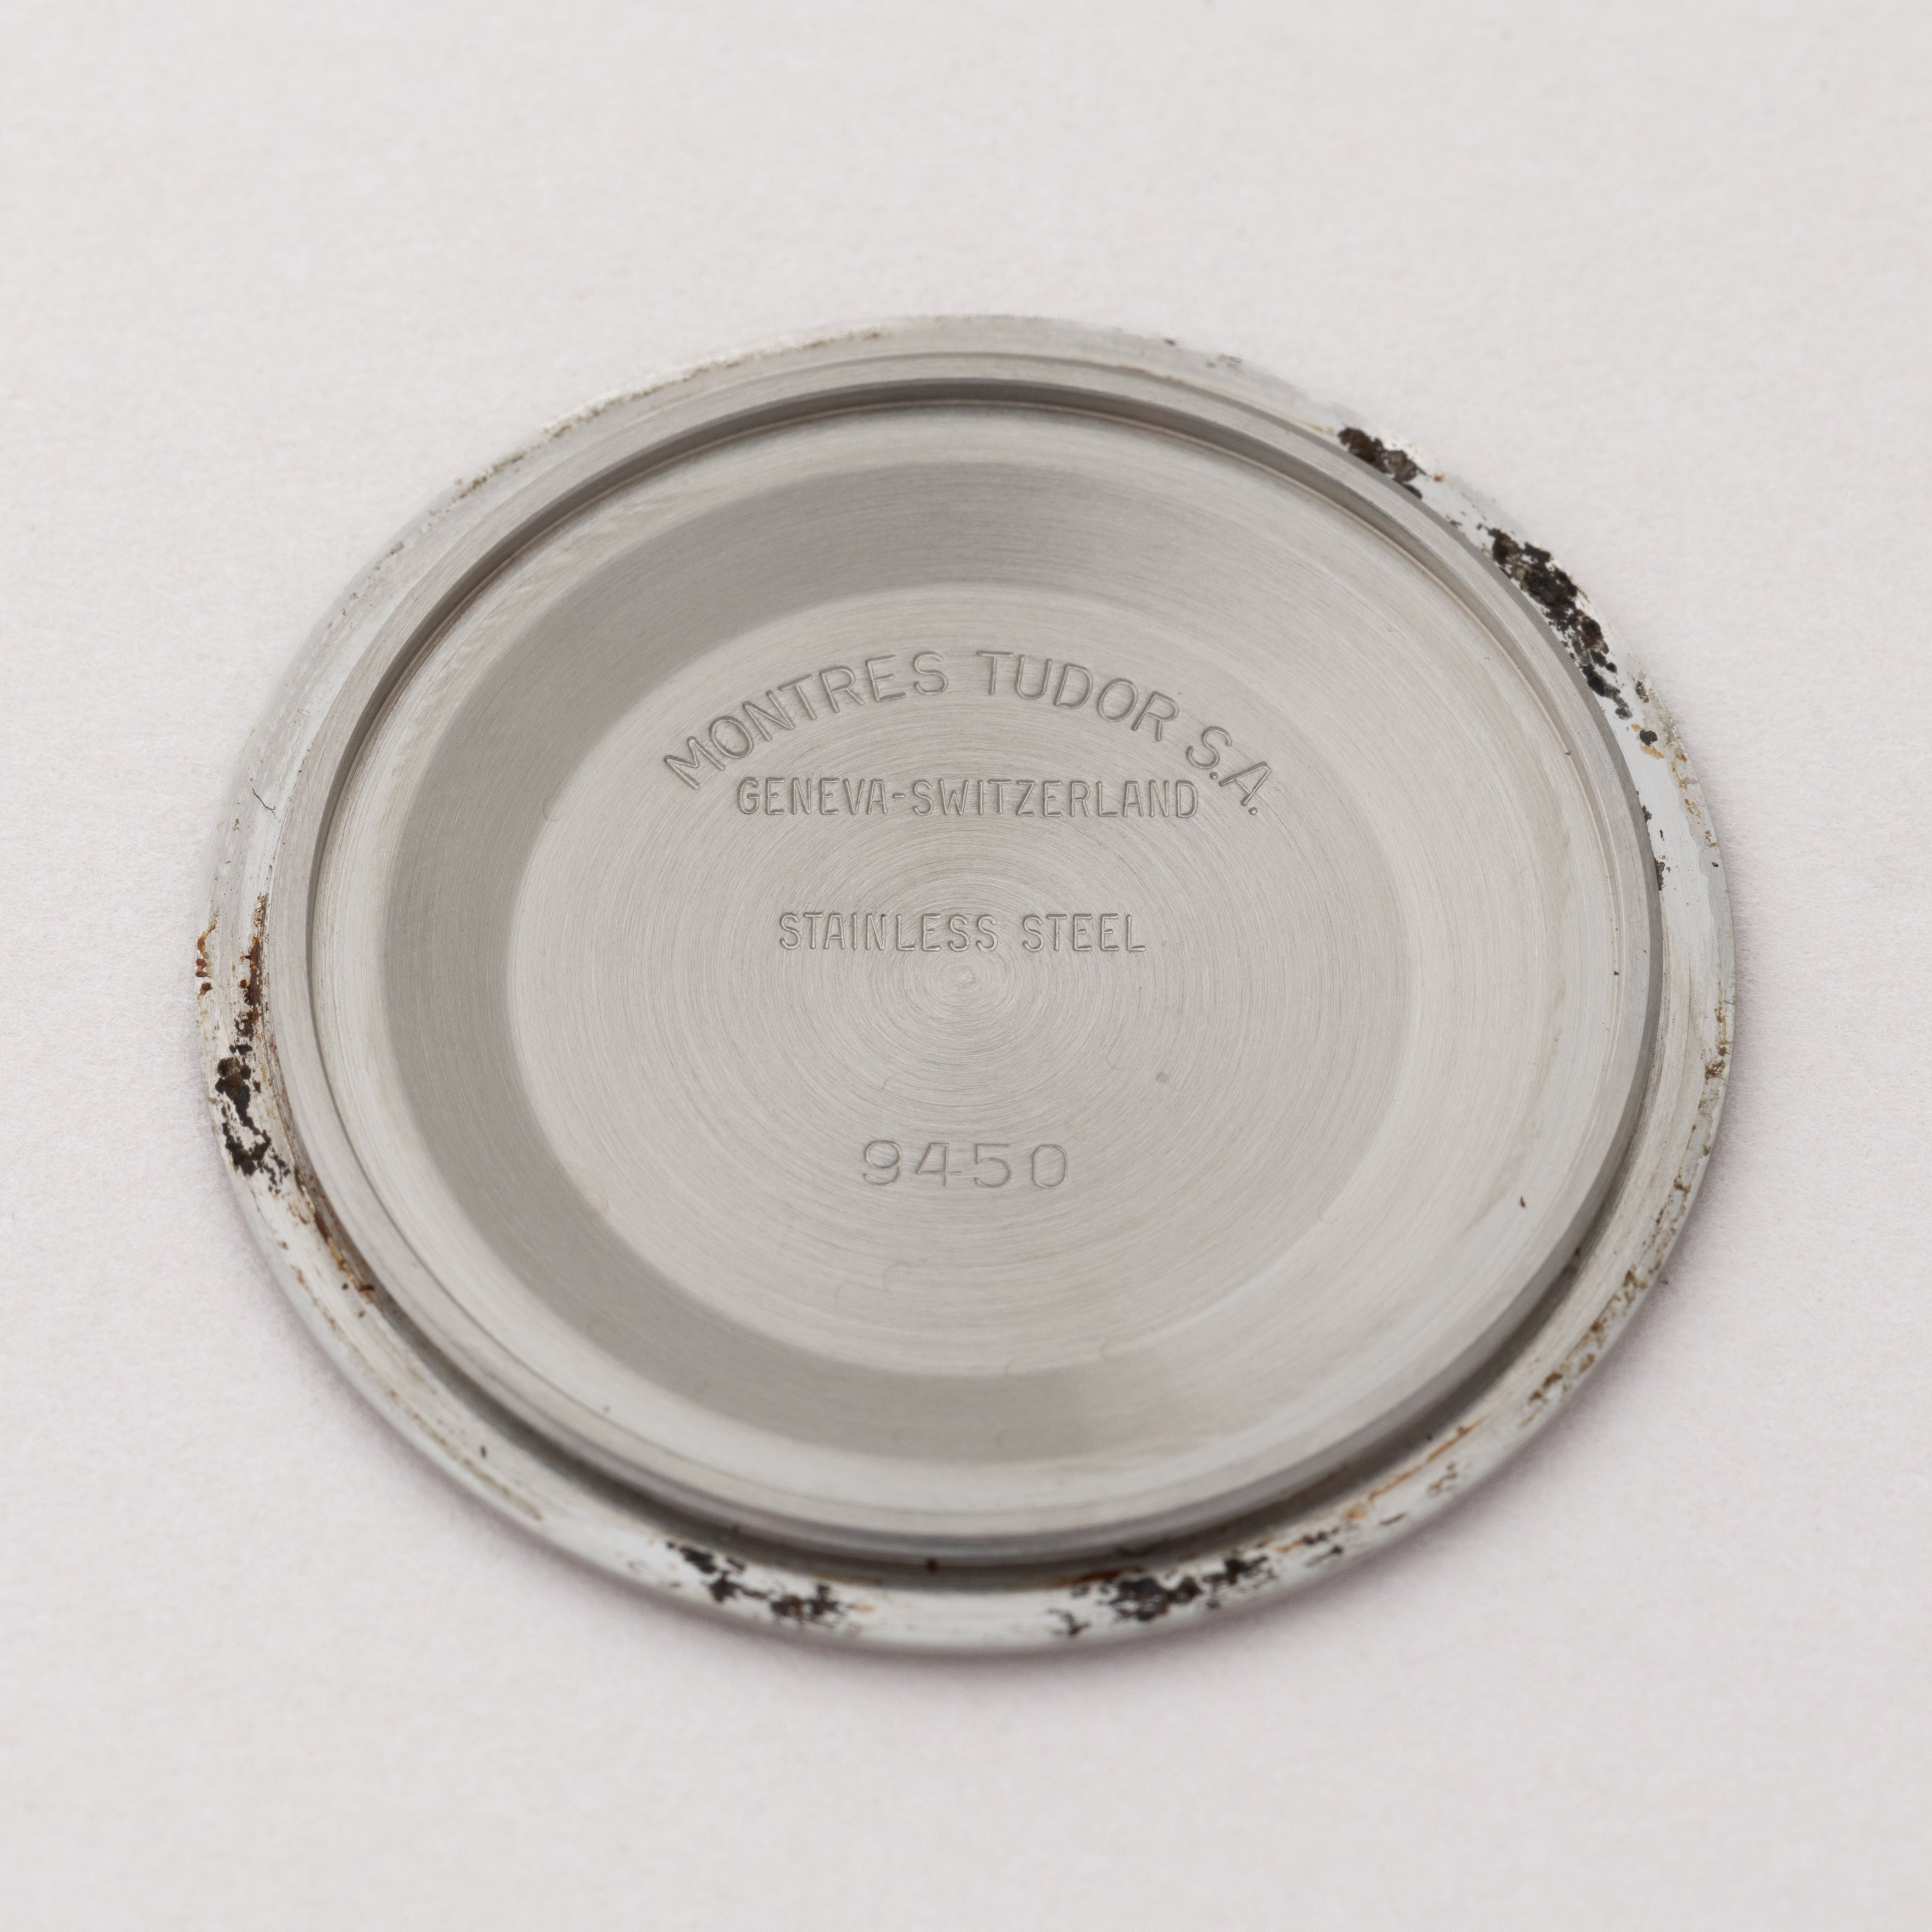 MONTRES TUDOR S.A.
GENEVA-SWITZERLAND
STAINLESS STEEL
9450